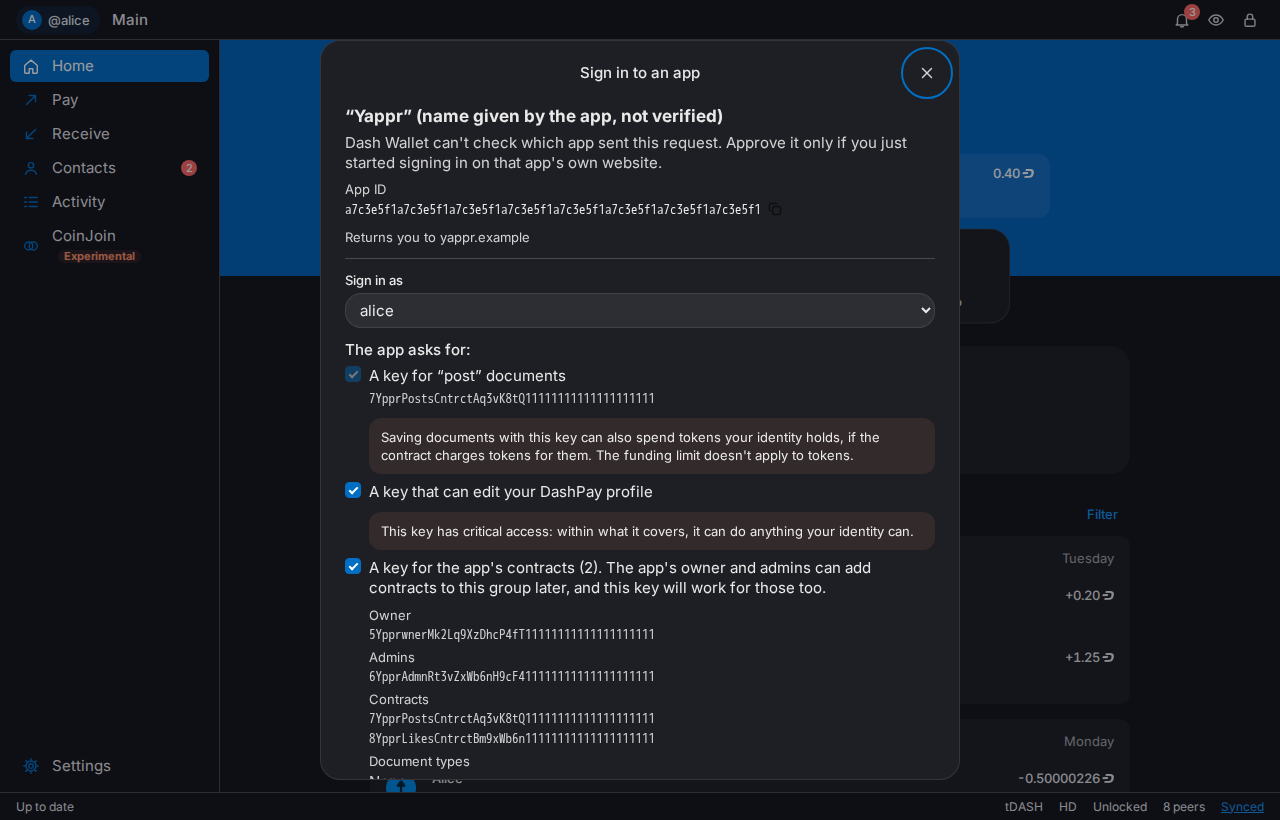 A @alice Main
3
Home
Pay
Receive
Contacts 2
Activity
CoinJoin
Experimental
Settings
Sign in to an app
“Yappr” (name given by the app, not verified)
Dash Wallet can't check which app sent this request. Approve it only if you just
started signing in on that app's own website.
App ID
a7c3e5f1a7c3e5f1a7c3e5f1a7c3e5f1a7c3e5f1a7c3e5f1a7c3e5f1a7c3e5f1
Returns you to yappr.example
Sign in as
alice
The app asks for:
A key for “post” documents
7YpprPostsCntrctAq3vK8tQ11111111111111111111
Saving documents with this key can also spend tokens your identity holds, if the
contract charges tokens for them. The funding limit doesn't apply to tokens.
A key that can edit your DashPay profile
This key has critical access: within what it covers, it can do anything your identity can.
A key for the app's contracts (2). The app's owner and admins can add
contracts to this group later, and this key will work for those too.
Owner
5YpprwnerMk2Lq9XzDhcP4fT11111111111111111111
Admins
6YpprAdmnRt3vZxWb6nH9cF411111111111111111111
Contracts
7YpprPostsCntrctAq3vK8tQ11111111111111111111
8YpprLikesCntrctBm9xWb6n11111111111111111111
Document types
0.40
Filter
Tuesday
+0.20
+1.25
Monday
Alice
-0.50000226
Up to date
tDASH HD Unlocked 8 peers Synced